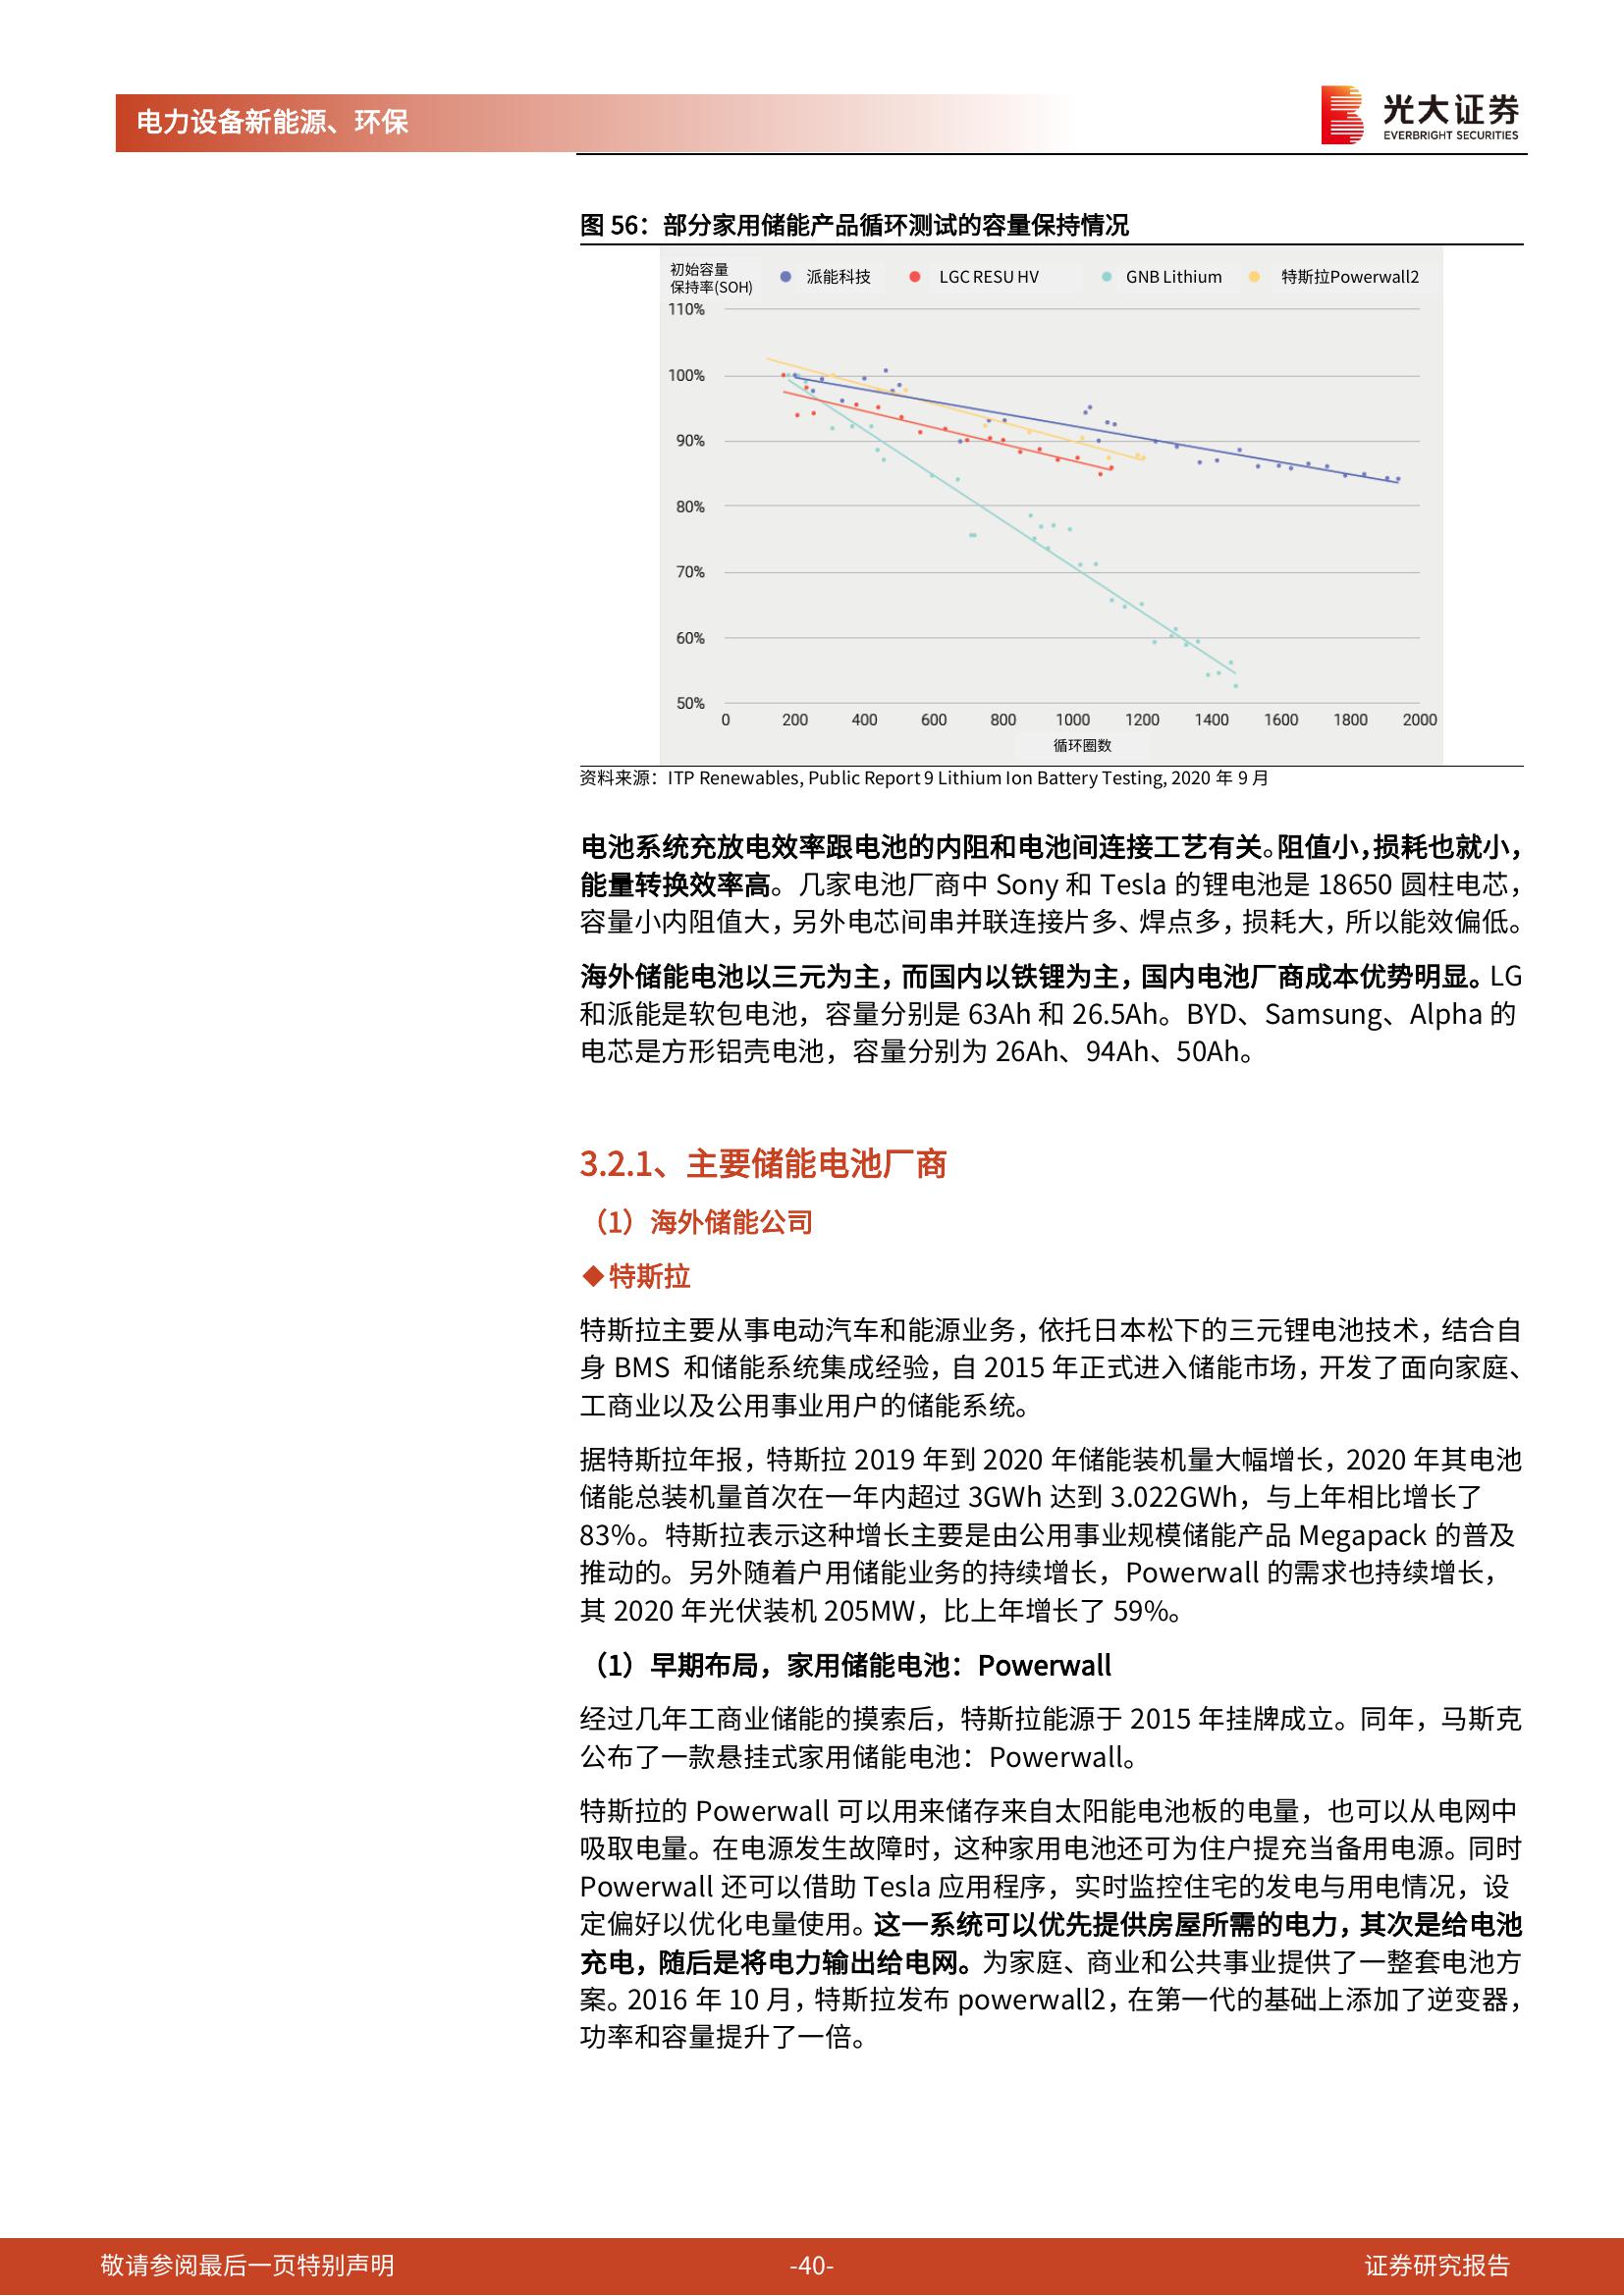 电力设备新能源、环保
光大证券
EVERBRIGHT SECURITIES
图 56：部分家用储能产品循环测试的容量保持情况
初始容量
保持率(SOH)
派能科技
LGC RESU HV
GNB Lithium
特斯拉Powerwall2
110%
100%
90%
80%
70%
60%
50%
0 200 400 600 800 1000 1200 1400 1600 1800 2000
循环圈数
资料来源：ITP Renewables, Public Report 9 Lithium Ion Battery Testing, 2020 年 9 月
电池系统充放电效率跟电池的内阻和电池间连接工艺有关。阻值小，损耗也就小，
能量转换效率高。几家电池厂商中 Sony 和 Tesla 的锂电池是 18650 圆柱电芯，
容量小内阻值大，另外电芯间串并联连接片多、焊点多，损耗大，所以能效偏低。
海外储能电池以三元为主，而国内以铁锂为主，国内电池厂商成本优势明显。LG
和派能是软包电池，容量分别是 63Ah 和 26.5Ah。BYD、Samsung、Alpha 的
电芯是方形铝壳电池，容量分别为 26Ah、94Ah、50Ah。
3.2.1、主要储能电池厂商
（1）海外储能公司
◆特斯拉
特斯拉主要从事电动汽车和能源业务，依托日本松下的三元锂电池技术，结合自
身 BMS 和储能系统集成经验，自 2015 年正式进入储能市场，开发了面向家庭、
工商业以及公用事业用户的储能系统。
据特斯拉年报，特斯拉 2019 年到 2020 年储能装机量大幅增长，2020 年其电池
储能总装机量首次在一年内超过 3GWh 达到 3.022GWh，与上年相比增长了
83%。特斯拉表示这种增长主要是由公用事业规模储能产品 Megapack 的普及
推动的。另外随着户用储能业务的持续增长，Powerwall 的需求也持续增长，
其 2020 年光伏装机 205MW，比上年增长了 59%。
（1）早期布局，家用储能电池：Powerwall
经过几年工商业储能的摸索后，特斯拉能源于 2015 年挂牌成立。同年，马斯克
公布了一款悬挂式家用储能电池：Powerwall。
特斯拉的 Powerwall 可以用来储存来自太阳能电池板的电量，也可以从电网中
吸取电量。在电源发生故障时，这种家用电池还可为住户提充当备用电源。同时
Powerwall 还可以借助 Tesla 应用程序，实时监控住宅的发电与用电情况，设
定偏好以优化电量使用。这一系统可以优先提供房屋所需的电力，其次是给电池
充电，随后是将电力输出给电网。为家庭、商业和公共事业提供了一整套电池方
案。2016 年 10 月，特斯拉发布 powerwall2，在第一代的基础上添加了逆变器，
功率和容量提升了一倍。
敬请参阅最后一页特别声明
-40-
证券研究报告